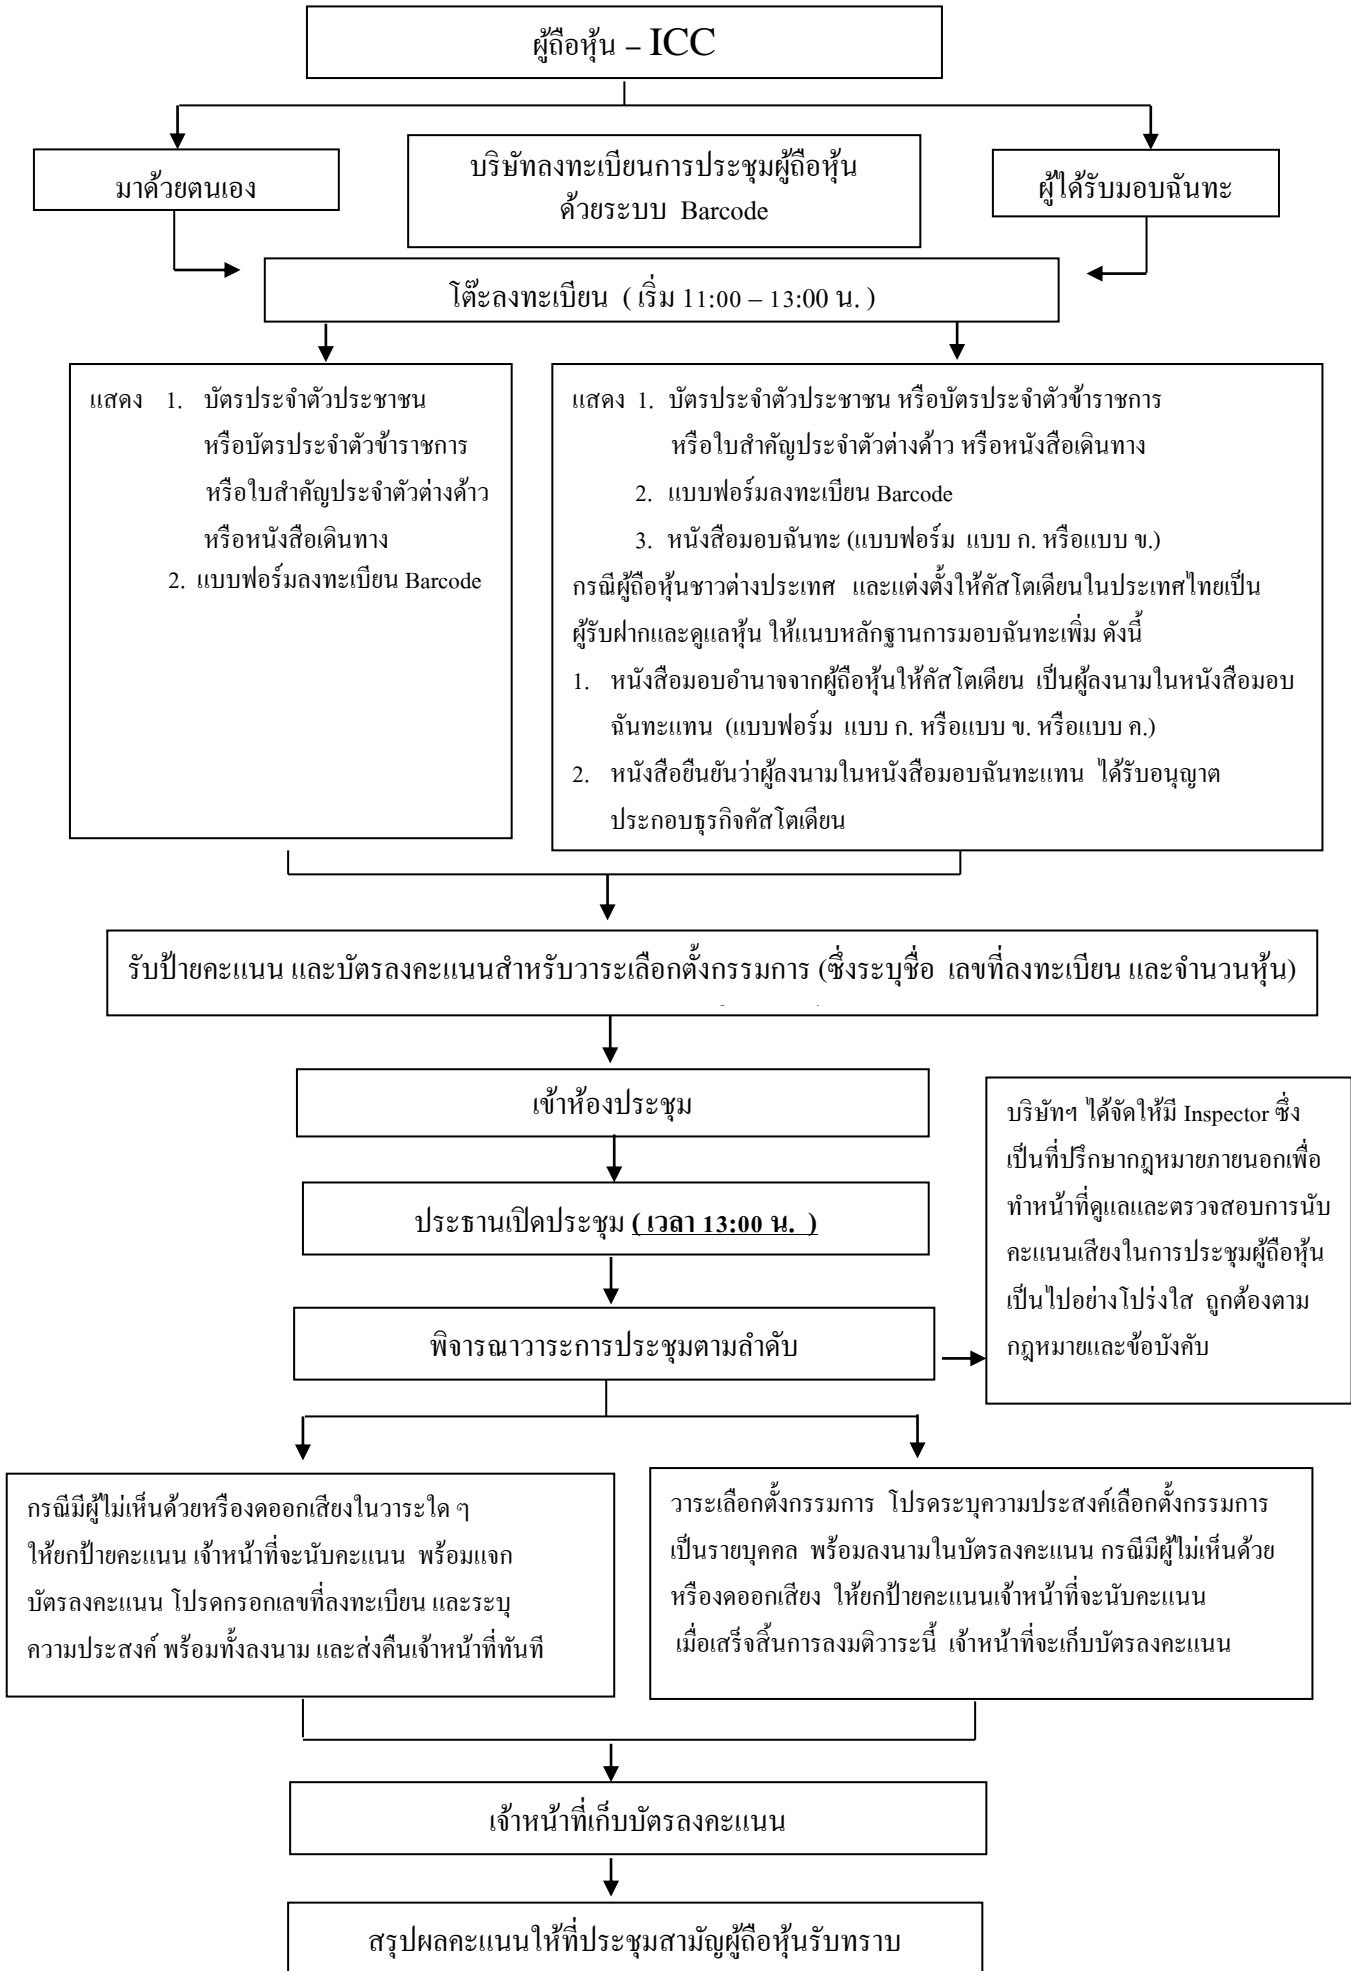 ผู้ถือหุ้น – ICC
มาด้วยตนเอง
บริษัทลงทะเบียนการประชุมผู้ถือหุ้น
ด้วยระบบ Barcode
ผู้ได้รับมอบฉันทะ
โต๊ะลงทะเบียน ( เริ่ม 11:00 – 13:00 น. )
แสดง 1. บัตรประจำตัวประชาชน
หรือบัตรประจำตัวข้าราชการ
หรือใบสำคัญประจำตัวต่างด้าว
หรือหนังสือเดินทาง
2. แบบฟอร์มลงทะเบียน Barcode
แสดง 1. บัตรประจำตัวประชาชน หรือบัตรประจำตัวข้าราชการ
หรือใบสำคัญประจำตัวต่างด้าว หรือหนังสือเดินทาง
2. แบบฟอร์มลงทะเบียน Barcode
3. หนังสือมอบฉันทะ (แบบฟอร์ม แบบ ก. หรือแบบ ข.)
กรณีผู้ถือหุ้นชาวต่างประเทศ และแต่งตั้งให้คัสโตเดียนในประเทศไทยเป็น
ผู้รับฝากและดูแลหุ้น ให้แนบหลักฐานการมอบฉันทะเพิ่ม ดังนี้
1. หนังสือมอบอำนาจจากผู้ถือหุ้นให้คัสโตเดียน เป็นผู้ลงนามในหนังสือมอบ
ฉันทะแทน (แบบฟอร์ม แบบ ก. หรือแบบ ข. หรือแบบ ค.)
2. หนังสือยืนยันว่าผู้ลงนามในหนังสือมอบฉันทะแทน ได้รับอนุญาต
ประกอบธุรกิจคัสโตเดียน
รับป้ายคะแนน และบัตรลงคะแนนสำหรับวาระเลือกตั้งกรรมการ (ซึ่งระบุชื่อ เลขที่ลงทะเบียน และจำนวนหุ้น)
เข้าห้องประชุม
ประธานเปิดประชุม ( เวลา 13:00 น. )
พิจารณาวาระการประชุมตามลำดับ
บริษัทฯ ได้จัดให้มี Inspector ซึ่ง
เป็นที่ปรึกษากฎหมายภายนอกเพื่อ
ทำหน้าที่ดูแลและตรวจสอบการนับ
คะแนนเสียงในการประชุมผู้ถือหุ้น
เป็นไปอย่างโปร่งใส ถูกต้องตาม
กฎหมายและข้อบังคับ
กรณีมีผู้ไม่เห็นด้วยหรืองดออกเสียงในวาระใด ๆ
ให้ยกป้ายคะแนน เจ้าหน้าที่จะนับคะแนน พร้อมแจก
บัตรลงคะแนน โปรดกรอกเลขที่ลงทะเบียน และระบุ
ความประสงค์ พร้อมทั้งลงนาม และส่งคืนเจ้าหน้าที่ทันที
วาระเลือกตั้งกรรมการ โปรดระบุความประสงค์เลือกตั้งกรรมการ
เป็นรายบุคคล พร้อมลงนามในบัตรลงคะแนน กรณีมีผู้ไม่เห็นด้วย
หรืองดออกเสียง ให้ยกป้ายคะแนนเจ้าหน้าที่จะนับคะแนน
เมื่อเสร็จสิ้นการลงมติวาระนี้ เจ้าหน้าที่จะเก็บบัตรลงคะแนน
เจ้าหน้าที่เก็บบัตรลงคะแนน
สรุปผลคะแนนให้ที่ประชุมสามัญผู้ถือหุ้นรับทราบ